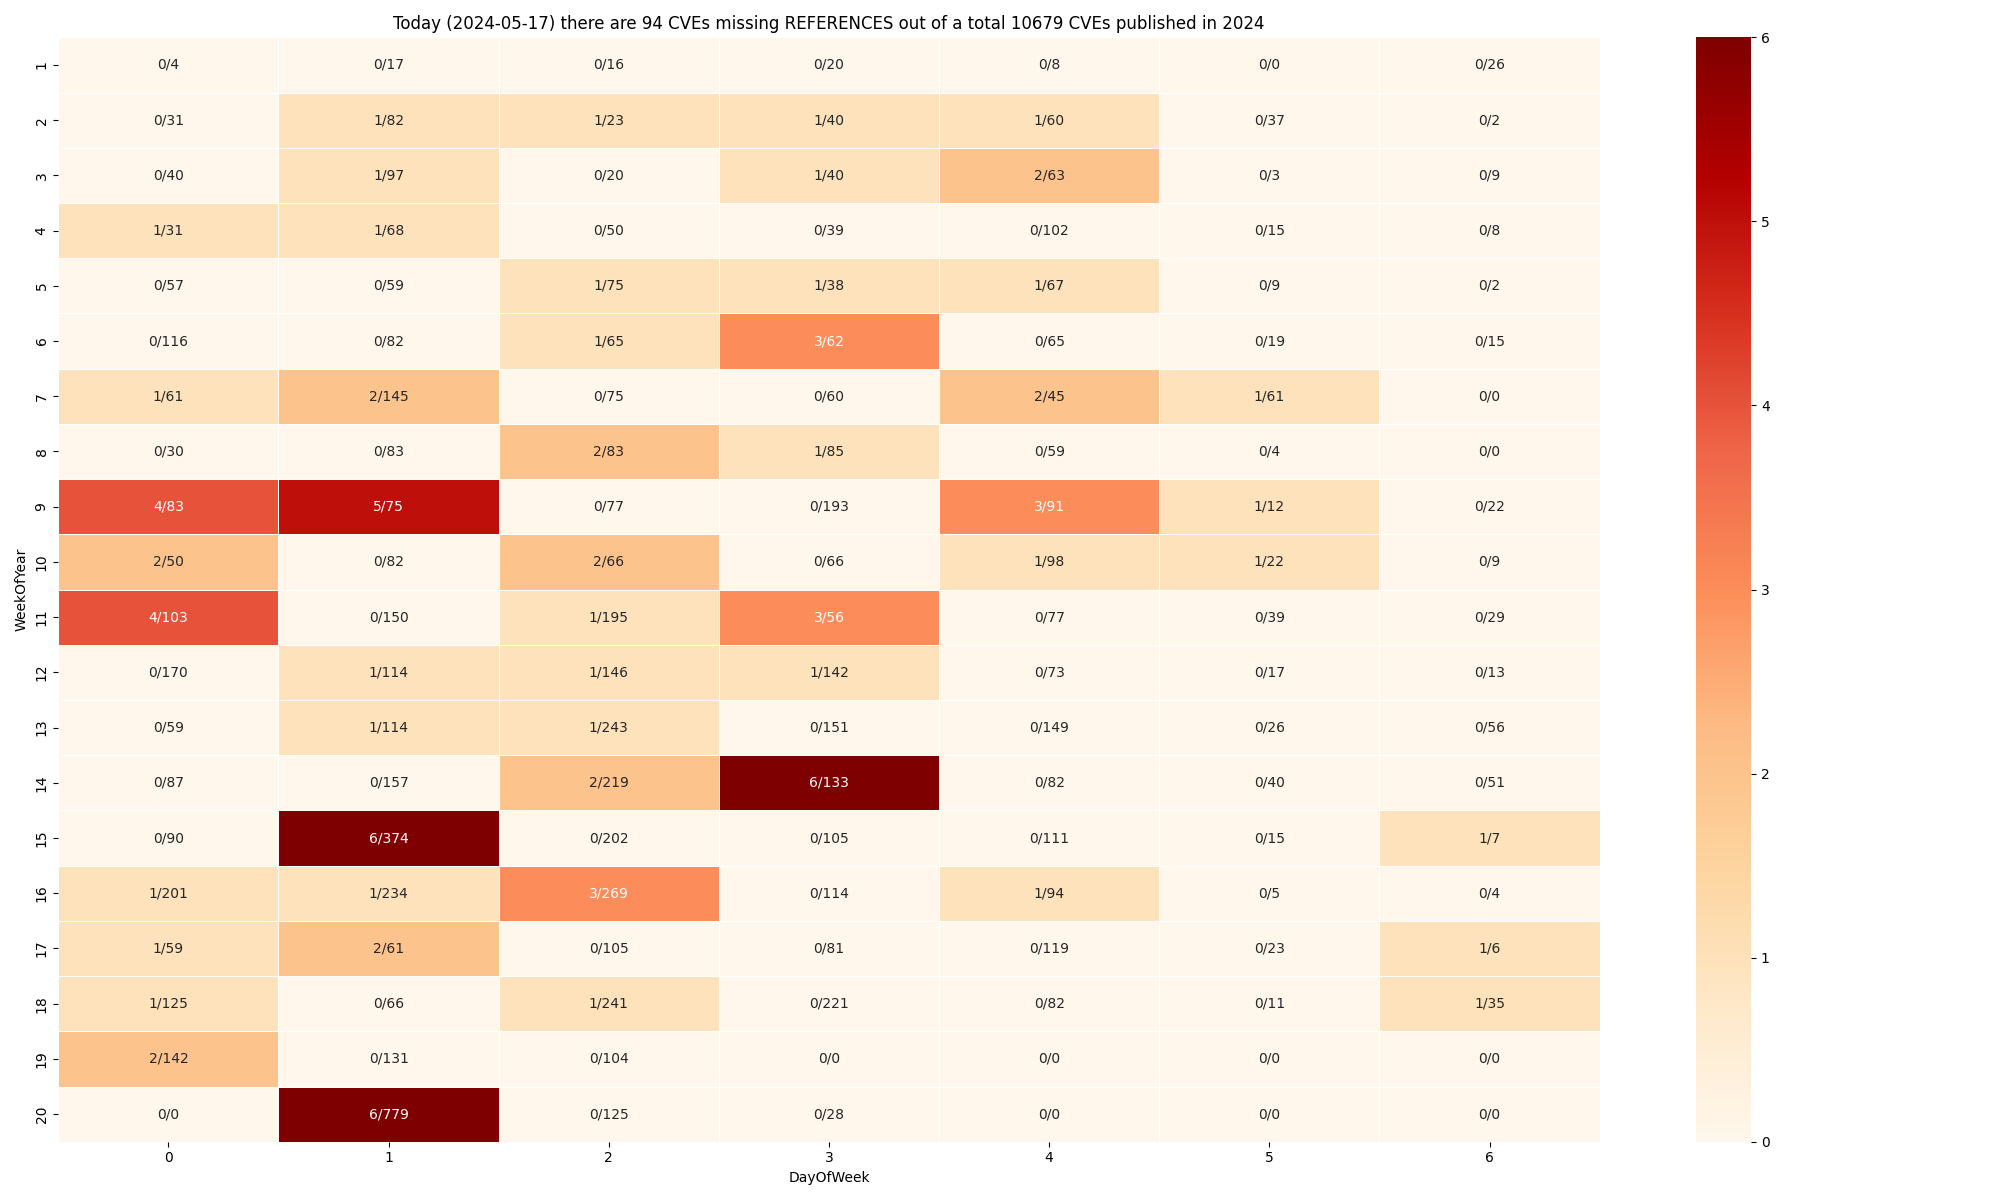 Today (2024-05-17) there are 94 CVEs missing REFERENCES out of a total 10679 CVEs published in 2024
1 0/4 0/17 0/16 0/20 0/8 0/0 0/26
2 0/31 1/82 1/23 1/40 1/60 0/37 0/2
3 0/40 1/97 0/20 1/40 2/63 0/3 0/9
4 1/31 1/68 0/50 0/39 0/102 0/15 0/8
5 0/57 0/59 1/75 1/38 1/67 0/9 0/2
6 0/116 0/82 1/65 3/62 0/65 0/19 0/15
7 1/61 2/145 0/75 0/60 2/45 1/61 0/0
8 0/30 0/83 2/83 1/85 0/59 0/4 0/0
9 4/83 5/75 0/77 0/193 3/91 1/12 0/22
10 2/50 0/82 2/66 0/66 1/98 1/22 0/9
11 4/103 0/150 1/195 3/56 0/77 0/39 0/29
12 0/170 1/114 1/146 1/142 0/73 0/17 0/13
13 0/59 1/114 1/243 0/151 0/149 0/26 0/56
14 0/87 0/157 2/219 6/133 0/82 0/40 0/51
15 0/90 6/374 0/202 0/105 0/111 0/15 1/7
16 1/201 1/234 3/269 0/114 1/94 0/5 0/4
17 1/59 2/61 0/105 0/81 0/119 0/23 1/6
18 1/125 0/66 1/241 0/221 0/82 0/11 1/35
19 2/142 0/131 0/104 0/0 0/0 0/0 0/0
20 0/0 6/779 0/125 0/28 0/0 0/0 0/0
0 1 2 3 4 5 6
DayOfWeek
WeekOfYear
6
5
4
3
2
1
0